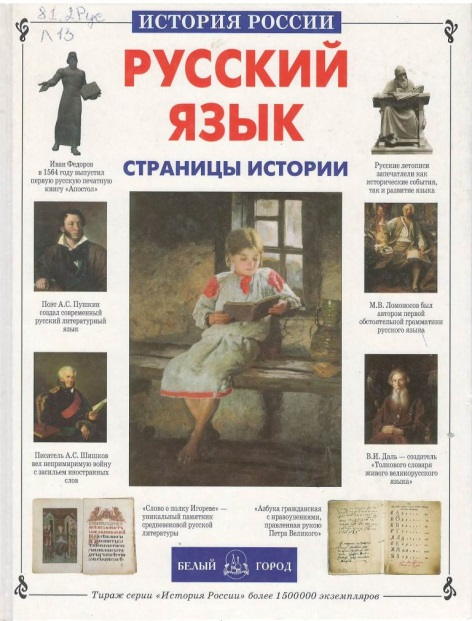 81.2Рус
Л 13
ИСТОРИЯ РОССИИ
РУССКИЙ
ЯЗЫК
СТРАНИЦЫ ИСТОРИИ
Иван Федоров
в 1564 году выпустил
первую русскую печатную
книгу «Апостол»
Русские летописи
запечатлели как
исторические события,
так и развитие языка
Поэт А.С. Пушкин
создал современный
русский литературный
язык
М.В. Ломоносов был
автором первой
обстоятельной грамматики
русского языка
Писатель А.С. Шишков
вел непримиримую войну
с засильем иностранных
слов
В.И. Даль — создатель
«Толкового словаря
живого великорусского
языка»
«Слово о полку Игореве» —
уникальный памятник
средневековой русской
литературы
«Азбука гражданская
с нравоучениями,
правленная рукою
Петра Великого»
БЕЛЫЙ ГОРОД
Тираж серии «История России» более 1500000 экземпляров